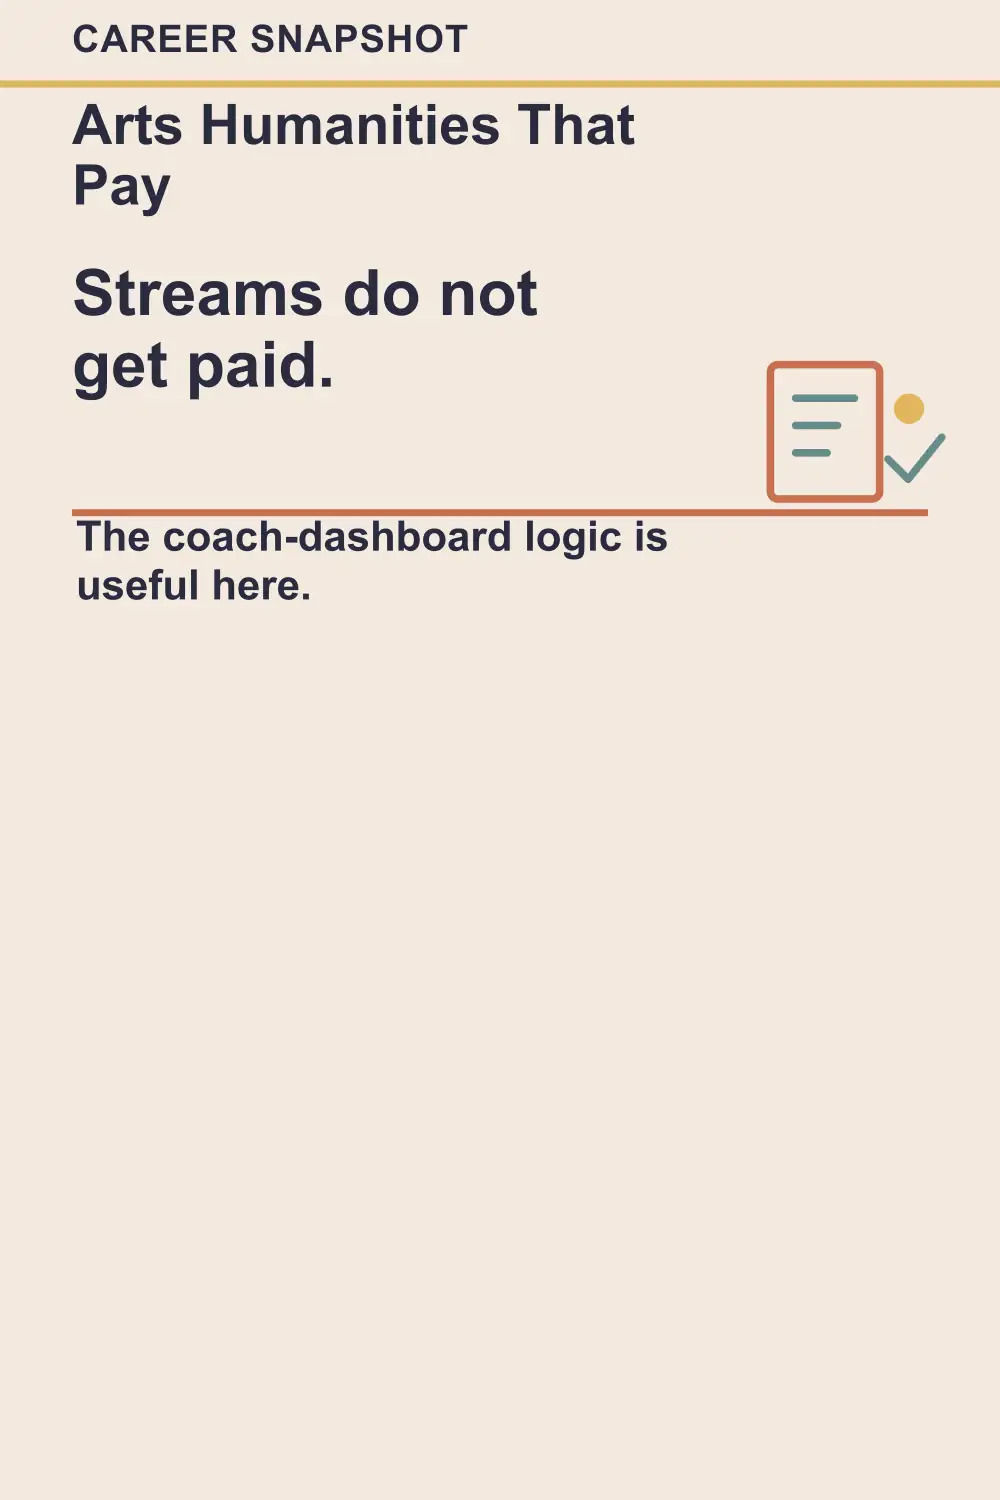 CAREER SNAPSHOT
Arts Humanities That
Pay
Streams do not
get paid.
The coach-dashboard logic is
useful here.